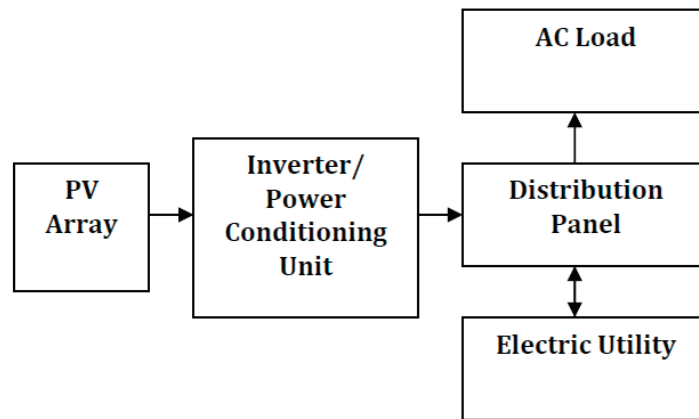 AC Load
PV
Array
Inverter/
Power
Conditioning
Unit
Distribution
Panel
Electric Utility